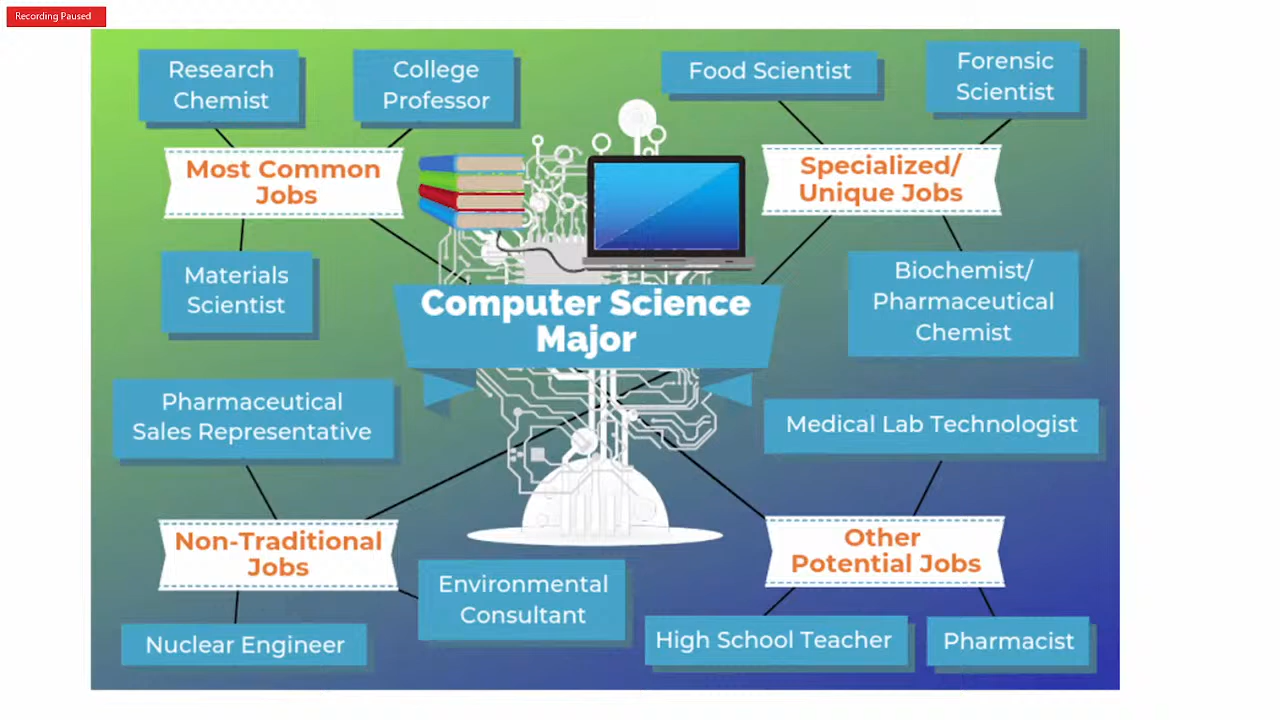 Recording Paused
Research
Chemist
College
Professor
Most Common
Jobs
Materials
Scientist
Food Scientist
Forensic
Scientist
Specialized/
Unique Jobs
Biochemist/
Pharmaceutical
Chemist
Computer Science
Major
Pharmaceutical
Sales Representative
Non-Traditional
Jobs
Nuclear Engineer
Environmental
Consultant
Medical Lab Technologist
Other
Potential Jobs
High School Teacher
Pharmacist